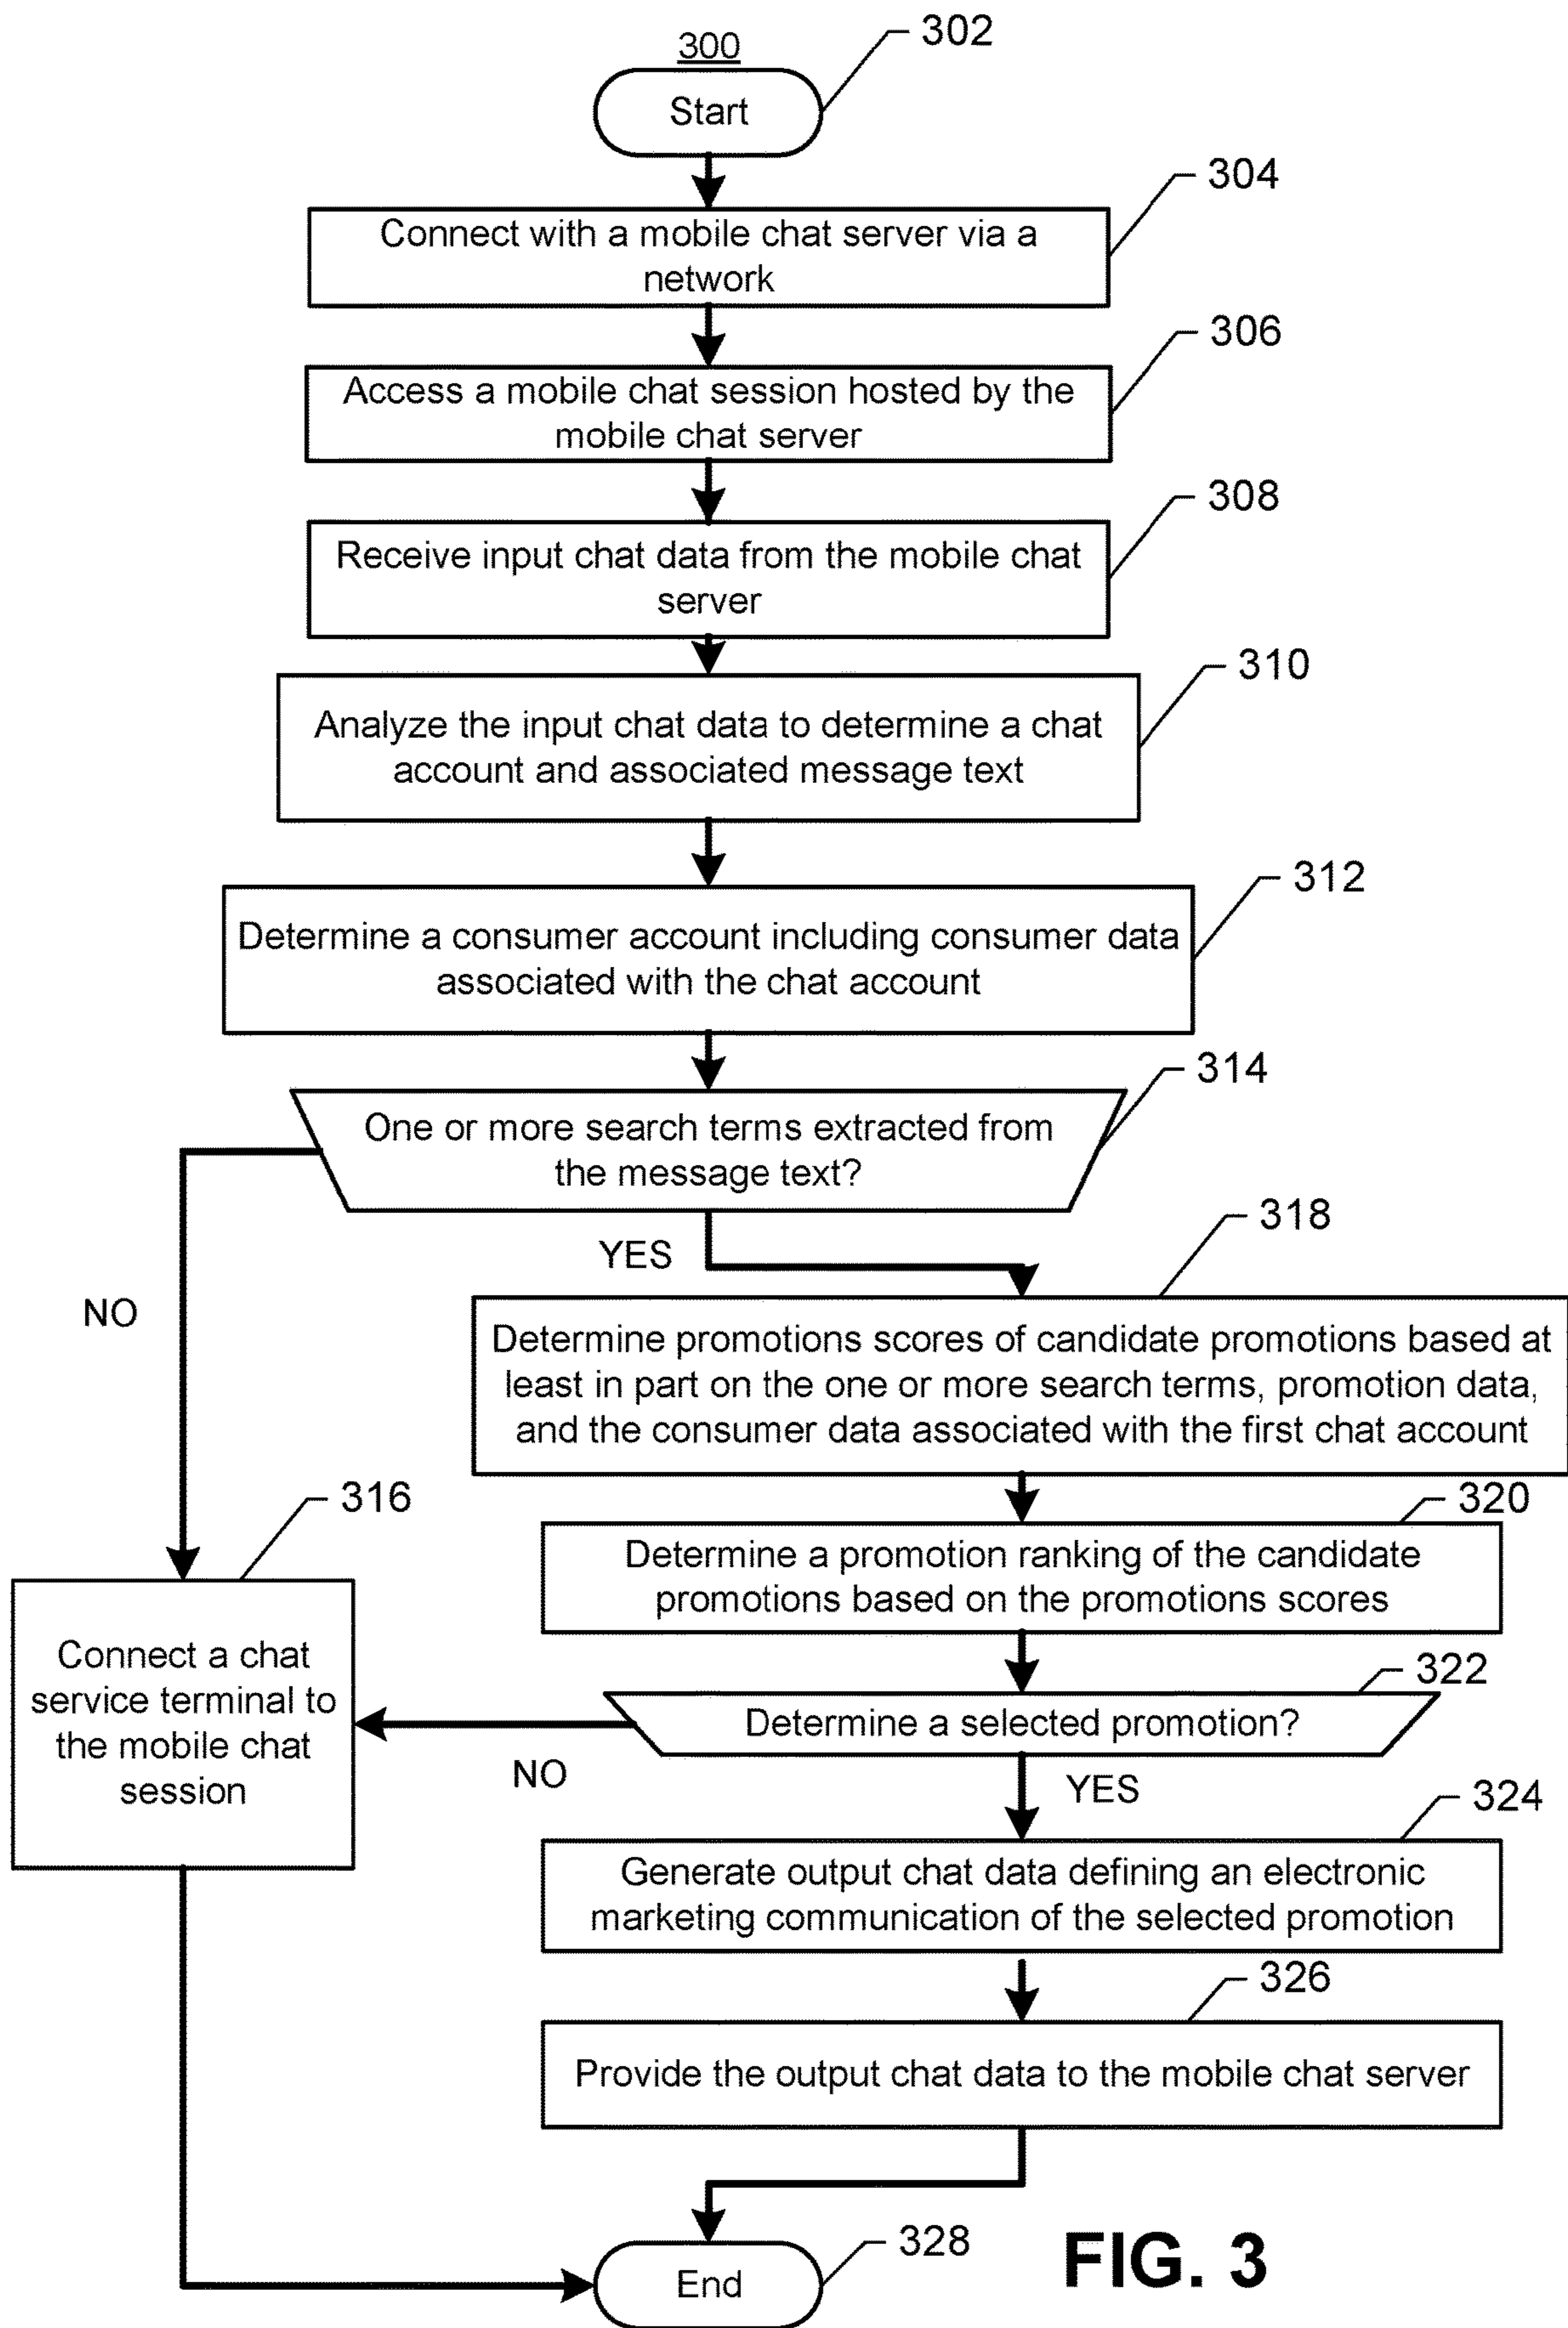 300
302
Start
304
Connect with a mobile chat server via a
network
306
Access a mobile chat session hosted by the
mobile chat server
308
Receive input chat data from the mobile chat
server
310
Analyze the input chat data to determine a chat
account and associated message text
312
Determine a consumer account including consumer data
associated with the chat account
314
One or more search terms extracted from
the message text?
318
YES
NO
Determine promotions scores of candidate promotions based at
least in part on the one or more search terms, promotion data,
and the consumer data associated with the first chat account
316
320
Determine a promotion ranking of the candidate
promotions based on the promotions scores
Connect a chat
service terminal to
the mobile chat
session
322
Determine a selected promotion?
NO
YES
324
Generate output chat data defining an electronic
marketing communication of the selected promotion
326
Provide the output chat data to the mobile chat server
328
End
FIG. 3